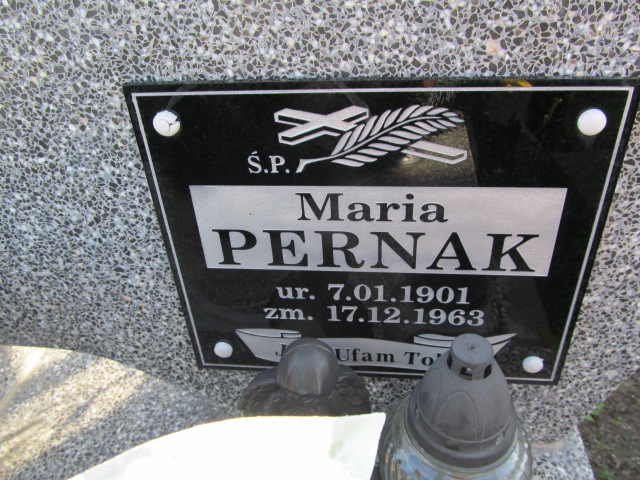 Ś.P.
Maria
PERNAK
ur. 7.01.1901
zm. 17.12.1963
Ufam